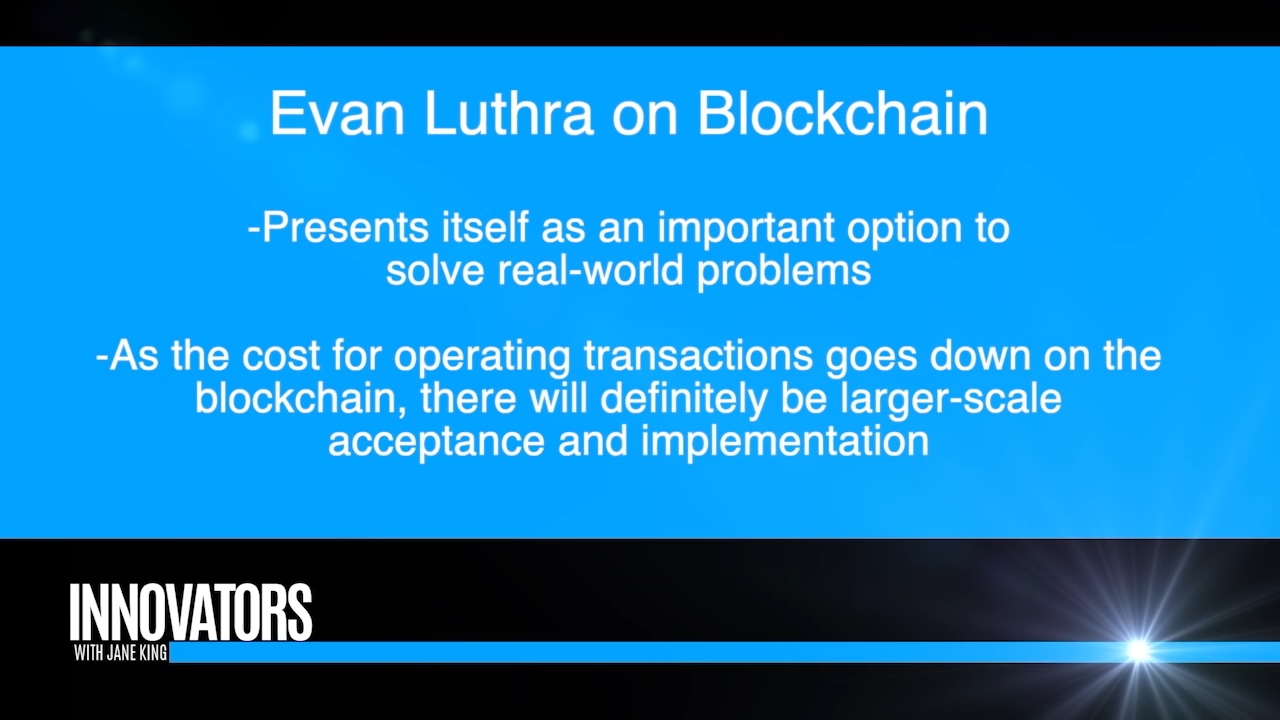 Evan Luthra on Blockchain
-Presents itself as an important option to
solve real-world problems
-As the cost for operating transactions goes down on the
blockchain, there will definitely be larger-scale
acceptance and implementation
INNOVATORS
WITH JANE KING